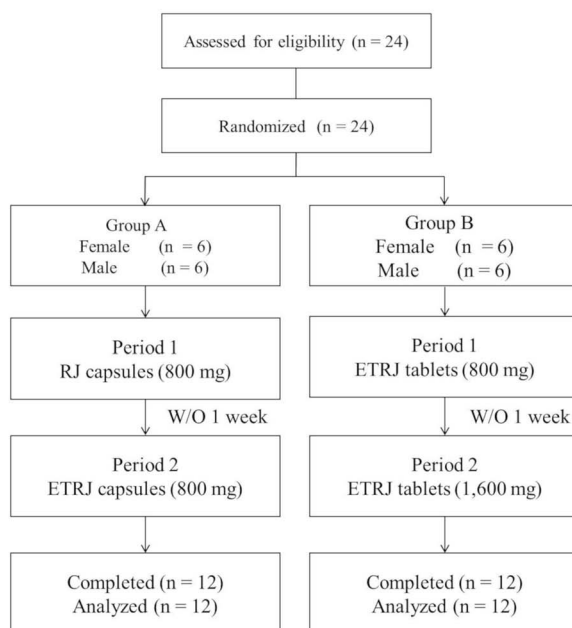 Assessed for eligibility (n = 24)
Randomized (n = 24)
Group A
Female (n = 6)
Male (n = 6)
Group B
Female (n = 6)
Male (n = 6)
Period 1
RJ capsules (800 mg)
Period 1
ETRJ tablets (800 mg)
W/O 1 week
W/O 1 week
Period 2
ETRJ capsules (800 mg)
Period 2
ETRJ tablets (1,600 mg)
Completed (n = 12)
Analyzed (n = 12)
Completed (n = 12)
Analyzed (n = 12)